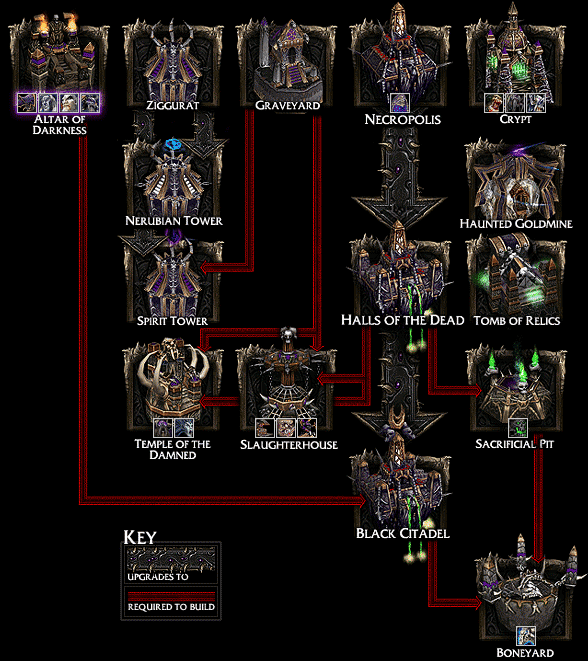 ALTAR OF
DARKNESS
ZIGGURAT
GRAVEYARD
NECROPOLIS
CRYPT
NERUBIAN TOWER
HAUNTED GOLDMINE
SPIRIT TOWER
HALLS OF THE DEAD
TOMB OF RELICS
TEMPLE OF THE
DAMNED
SLAUGHTERHOUSE
SACRIFICIAL PIT
BLACK CITADEL
KEY
UPGRADES TO
REQUIRED TO BUILD
BONEYARD